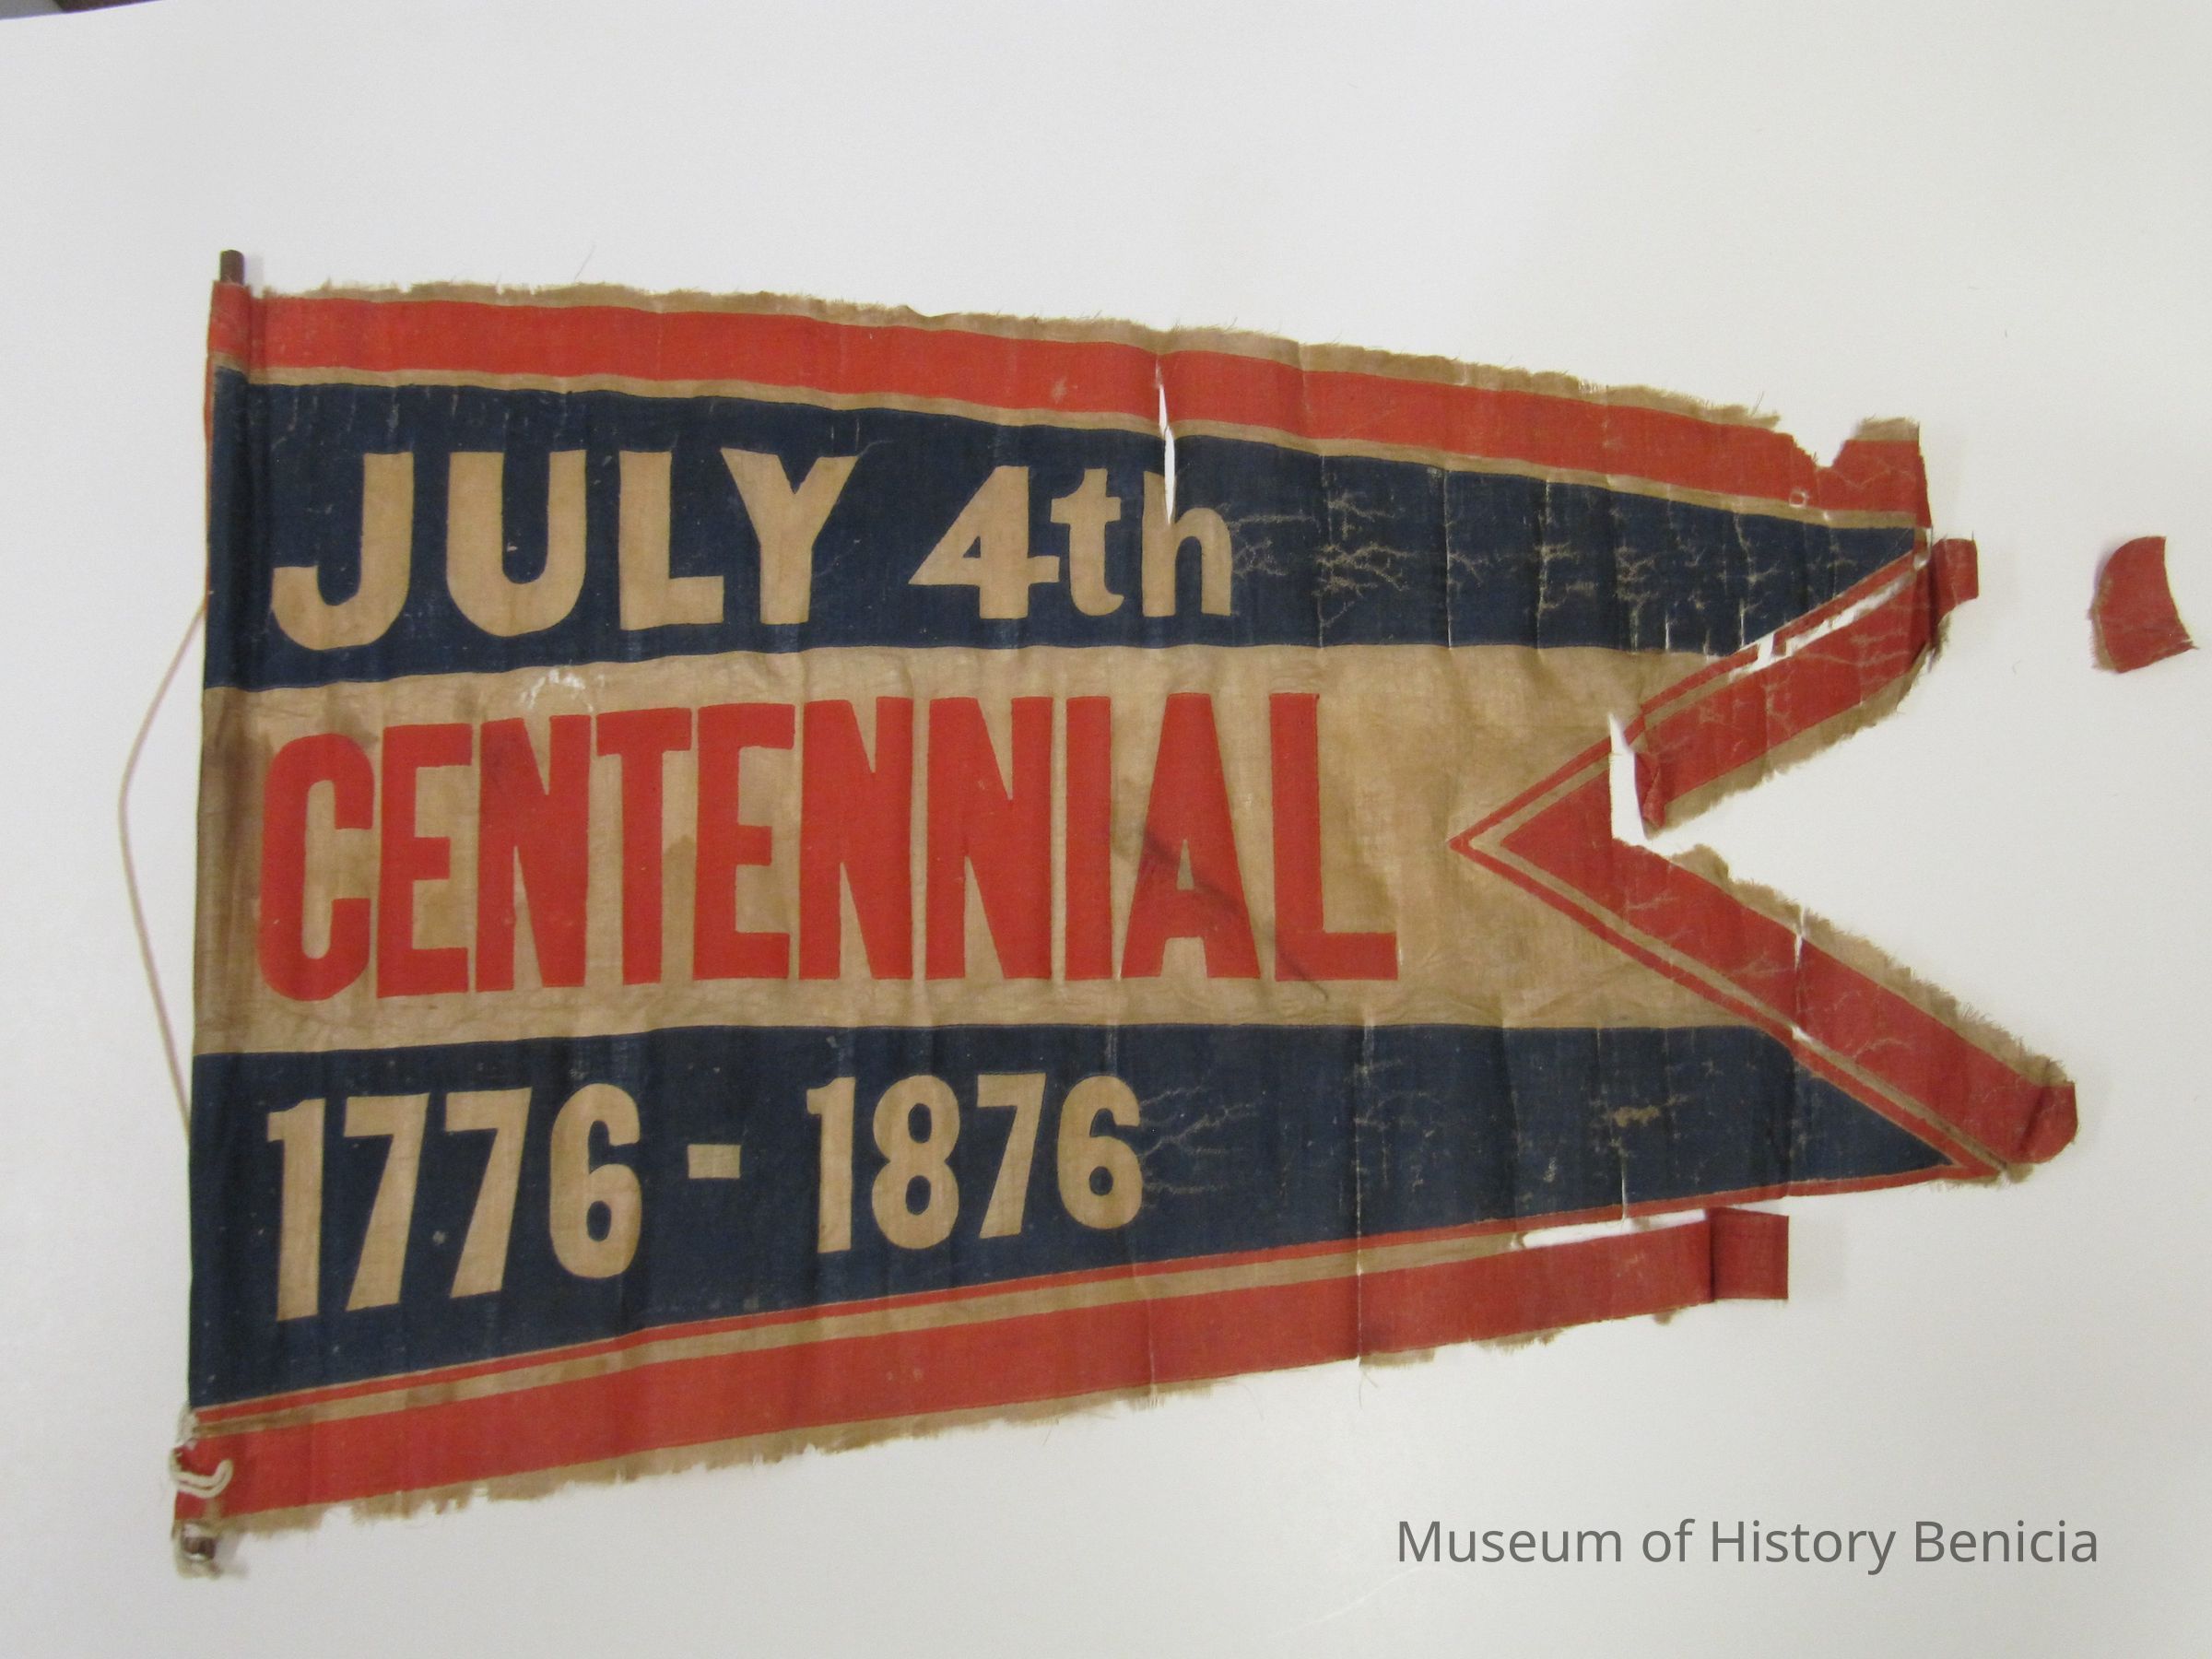 JULY 4th
CENTENNIAL
1776 - 1876
Museum of History Benicia